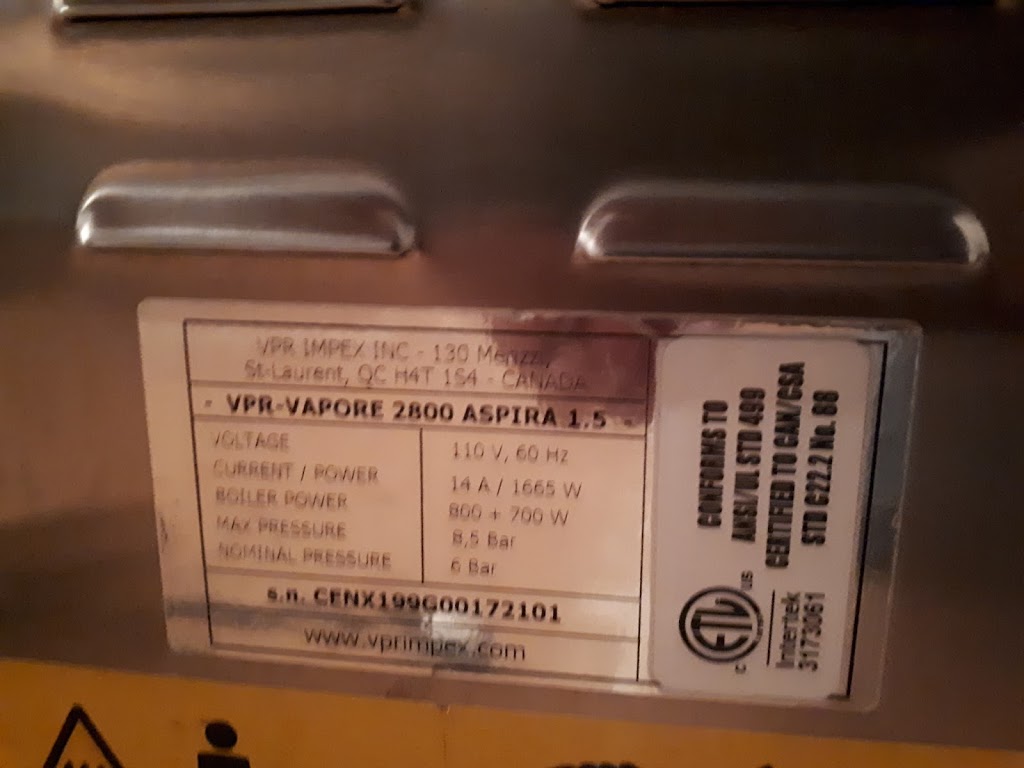 VPR IMPEX INC - 130 Merizzi,
St-Laurent, QC H4T 1S4 - CANADA
- VPR-VAPORE 2800 ASPIRA 1.5 -
VOLTAGE 110 V, 60 Hz
CURRENT / POWER 14 A / 1665 W
BOILER POWER 800 + 700 W
MAX PRESSURE 8,5 Bar
NOMINAL PRESSURE 6 Bar
s.n. CENX199G00172101
www.vprimpex.com
CONFORMS TO
ANSI/UL STD 499
CERTIFIED TO CAN/CSA
STD C22.2 No. 88
C ETL US
Intertek
3173061